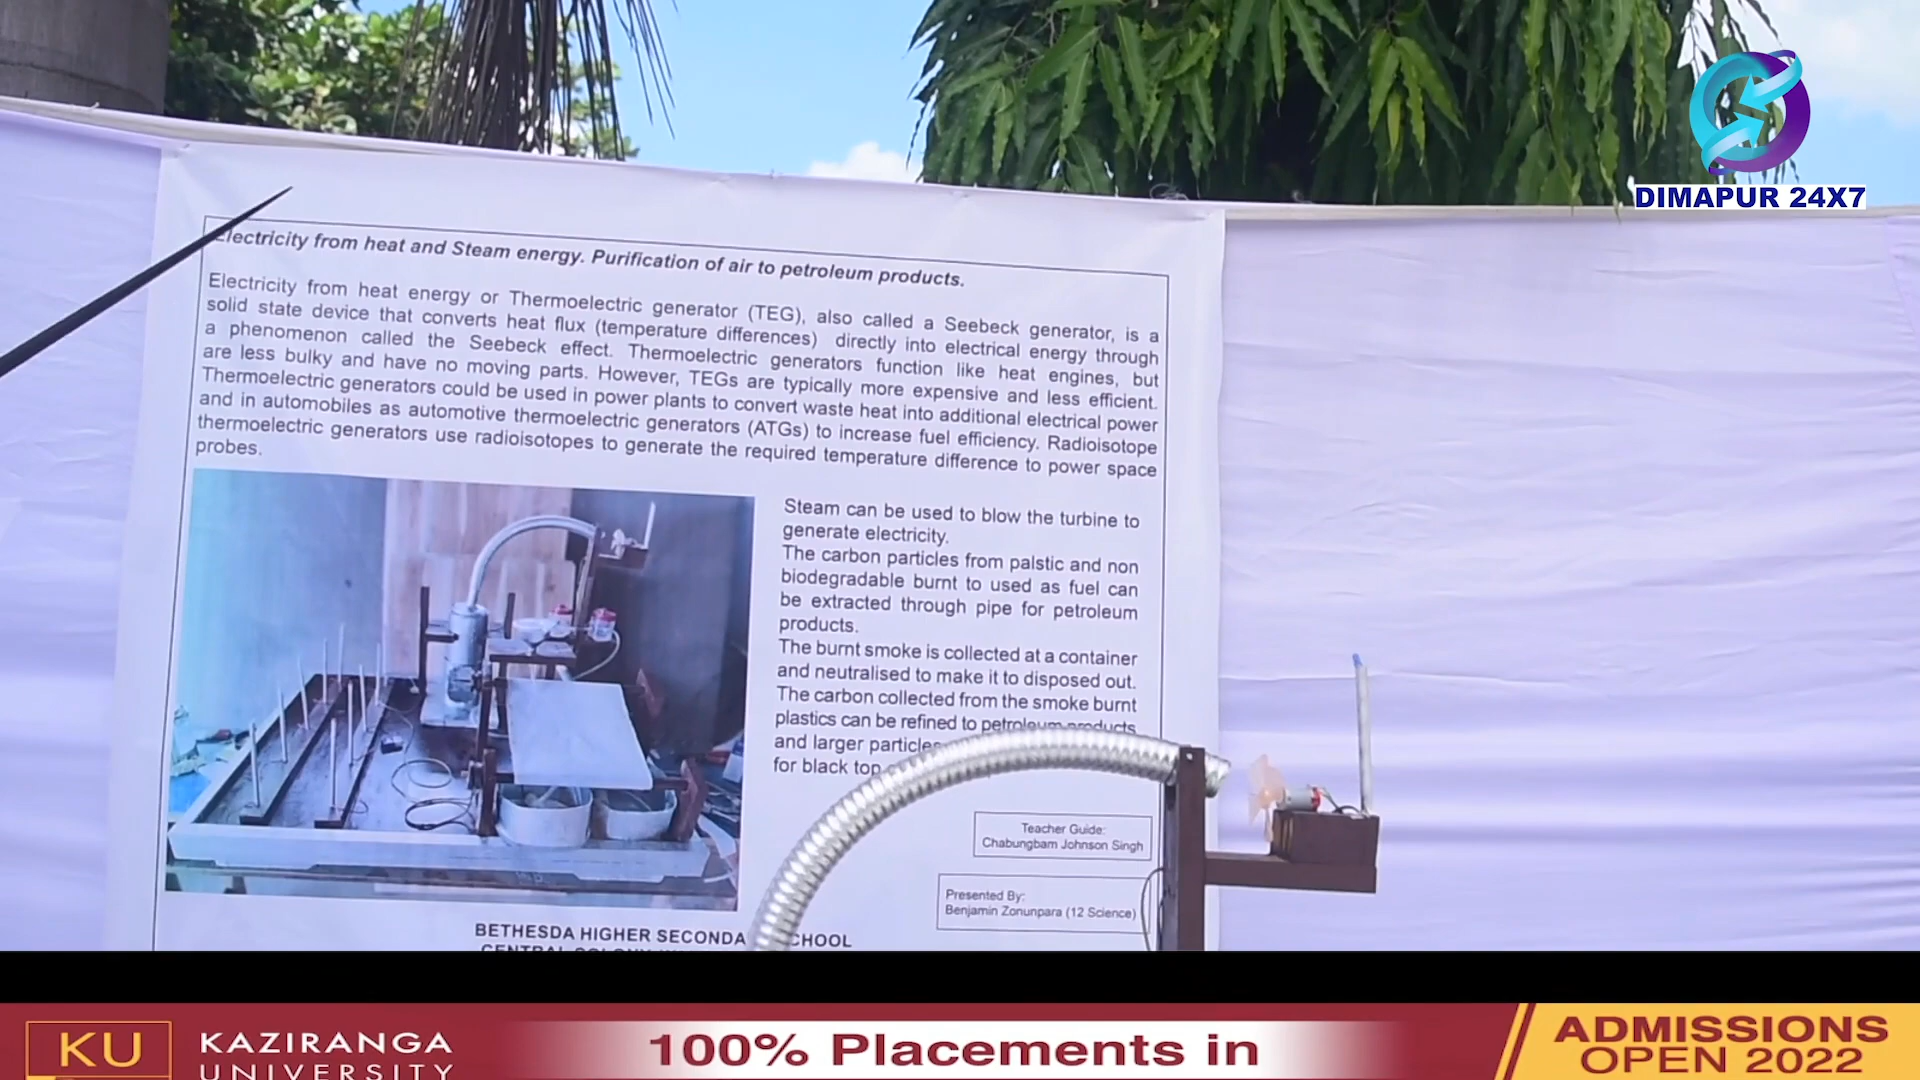 DIMAPUR 24X7
Electricity from heat and Steam energy. Purification of air to petroleum products.
Electricity from heat energy or Thermoelectric generator (TEG), also called a Seebeck generator, is a
solid state device that converts heat flux (temperature differences) directly into electrical energy through
a phenomenon called the Seebeck effect. Thermoelectric generators function like heat engines, but
are less bulky and have no moving parts. However, TEGs are typically more expensive and less efficient.
Thermoelectric generators could be used in power plants to convert waste heat into additional electrical power
and in automobiles as automotive thermoelectric generators (ATGs) to increase fuel efficiency. Radioisotope
thermoelectric generators use radioisotopes to generate the required temperature difference to power space
probes.
Steam can be used to blow the turbine to
generate electricity.
The carbon particles from palstic and non
biodegradable burnt to used as fuel can
be extracted through pipe for petroleum
products.
The burnt smoke is collected at a container
and neutralised to make it to disposed out.
The carbon collected from the smoke burnt
plastics can be refined to petroleum products
and larger particles
for black top
Teacher Guide:
Chabungbam Johnson Singh
Presented By:
Benjamin Zonunpara (12 Science)
BETHESDA HIGHER SECONDA CHOOL
CENTRAL COLONY
KU KAZIRANGA UNIVERSITY
100% Placements in
ADMISSIONS
OPEN 2022